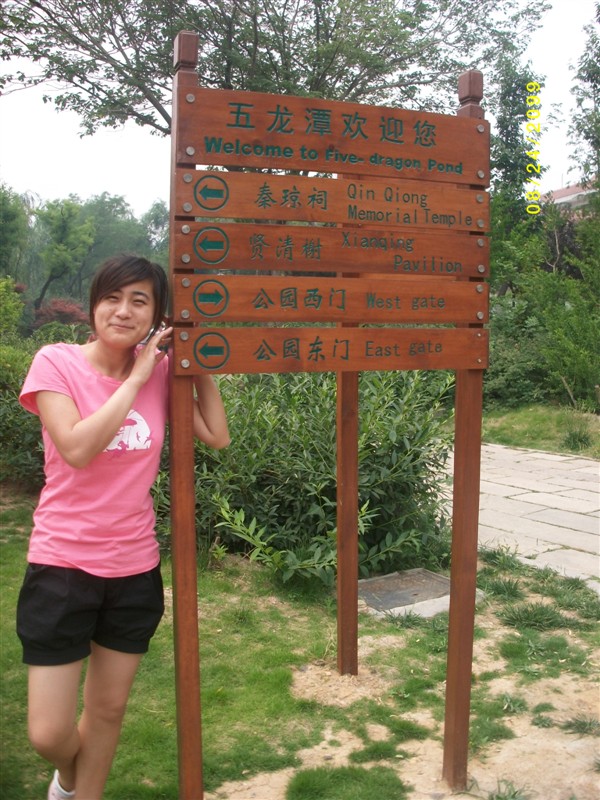 五龙潭欢迎您
Welcome to Five-dragon Pond
秦琼祠 Qin Qiong
Memorial Temple
贤清榭 Xianqing
Pavilion
公园西门 West gate
公园东门 East gate